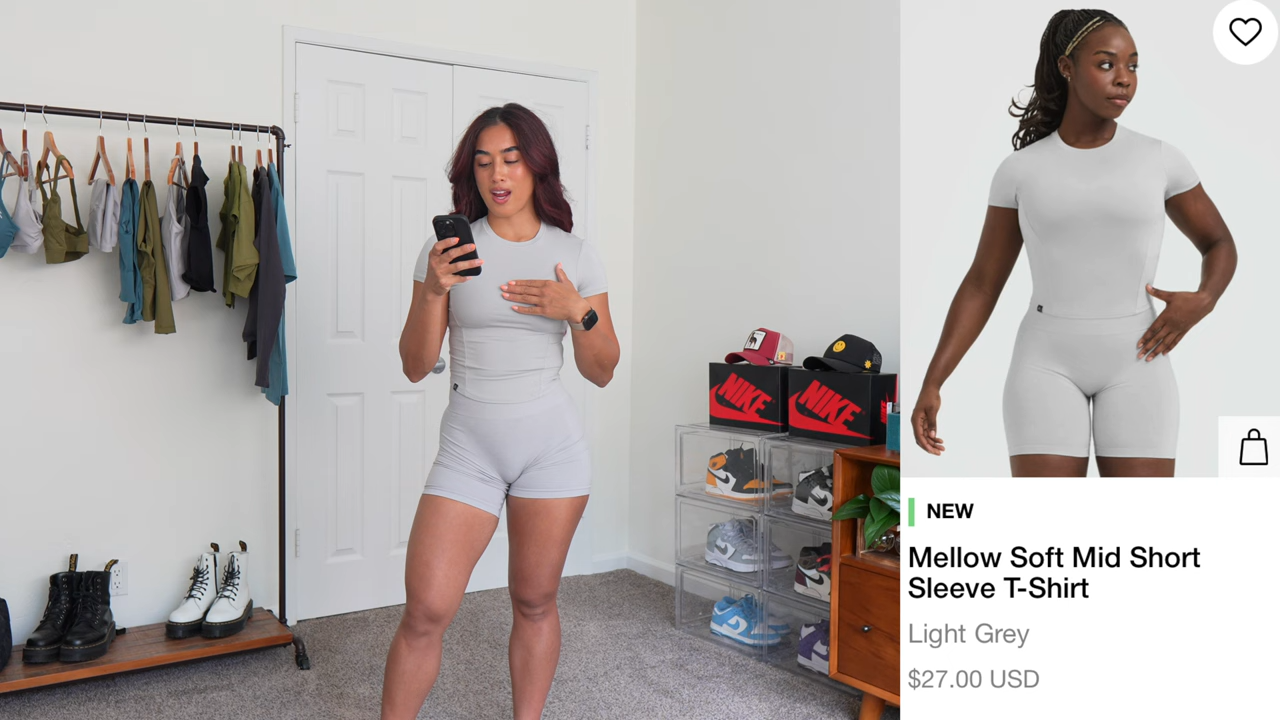 NIKE
NIKE
NEW
Mellow Soft Mid Short
Sleeve T-Shirt
Light Grey
$27.00 USD